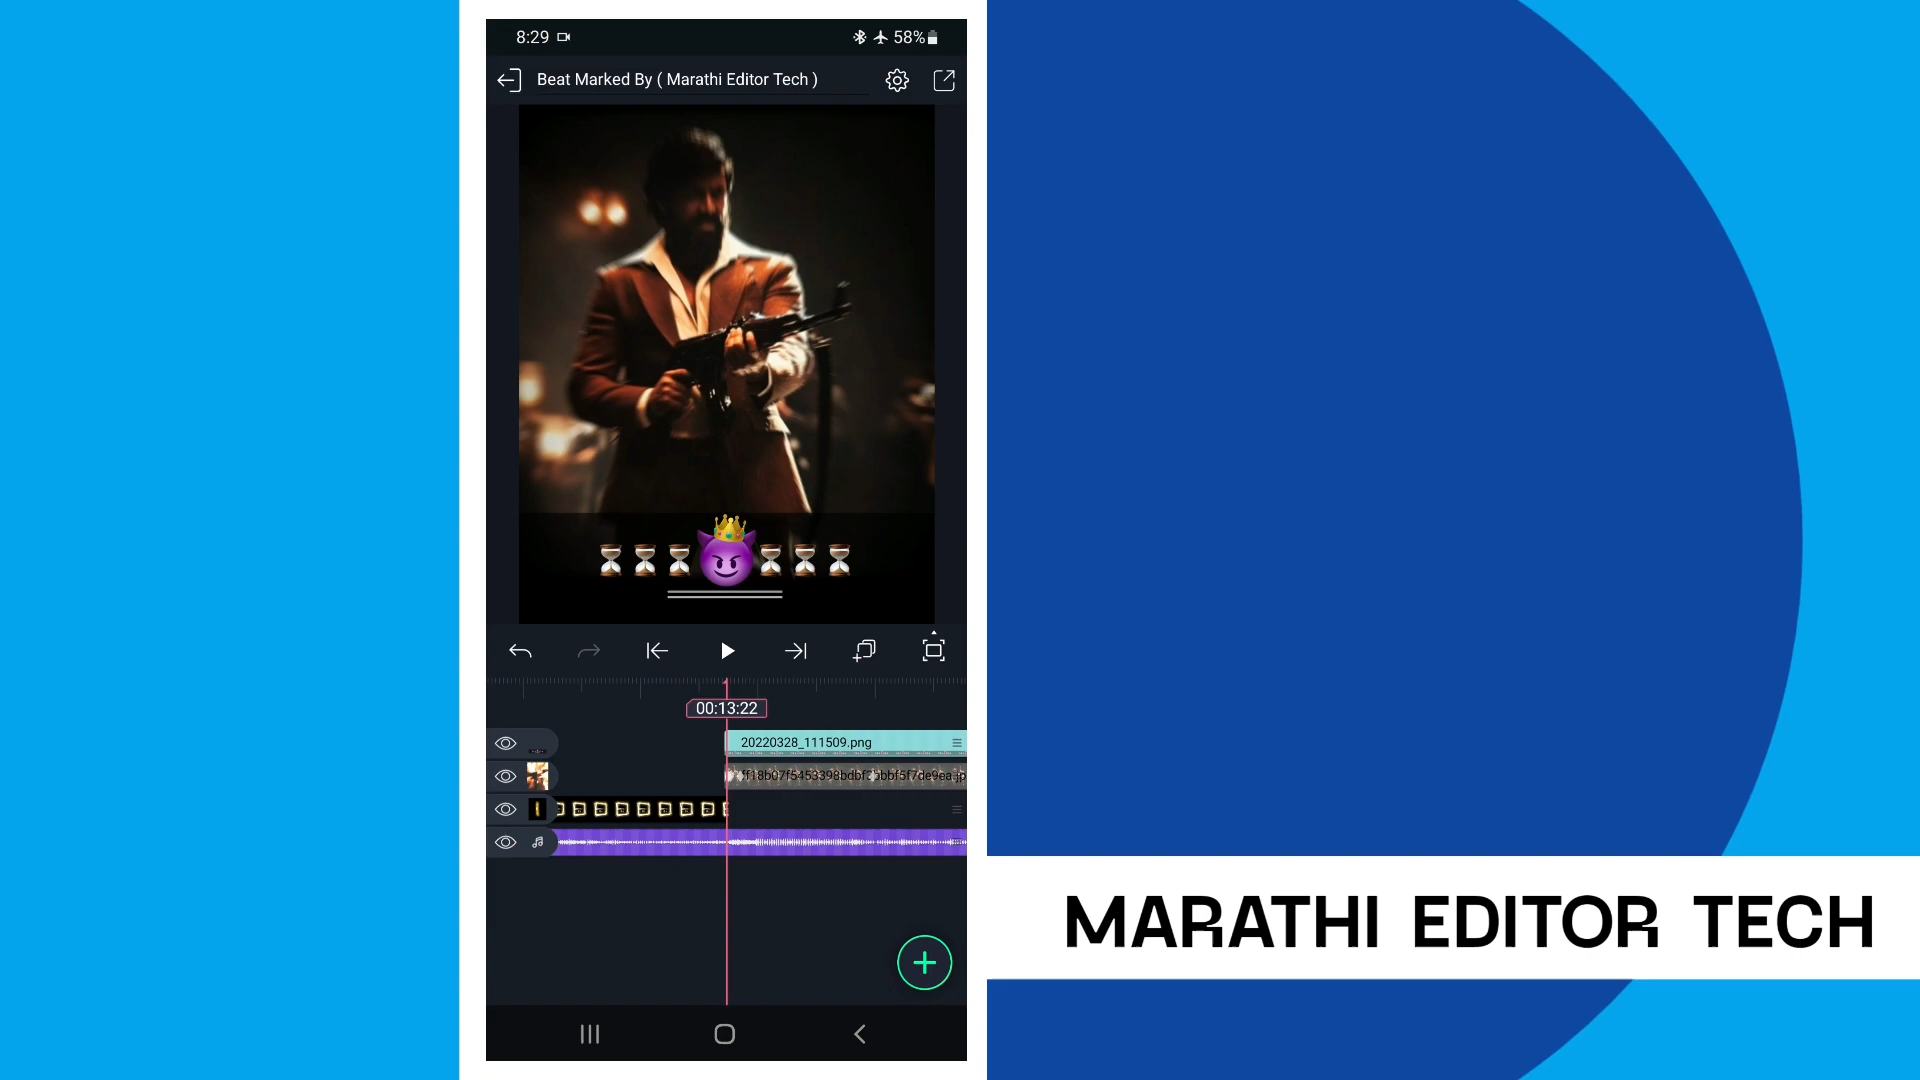 8:29
58%
Beat Marked By ( Marathi Editor Tech )
00:13:22
20220328_111509.png
MARATHI EDITOR TECH